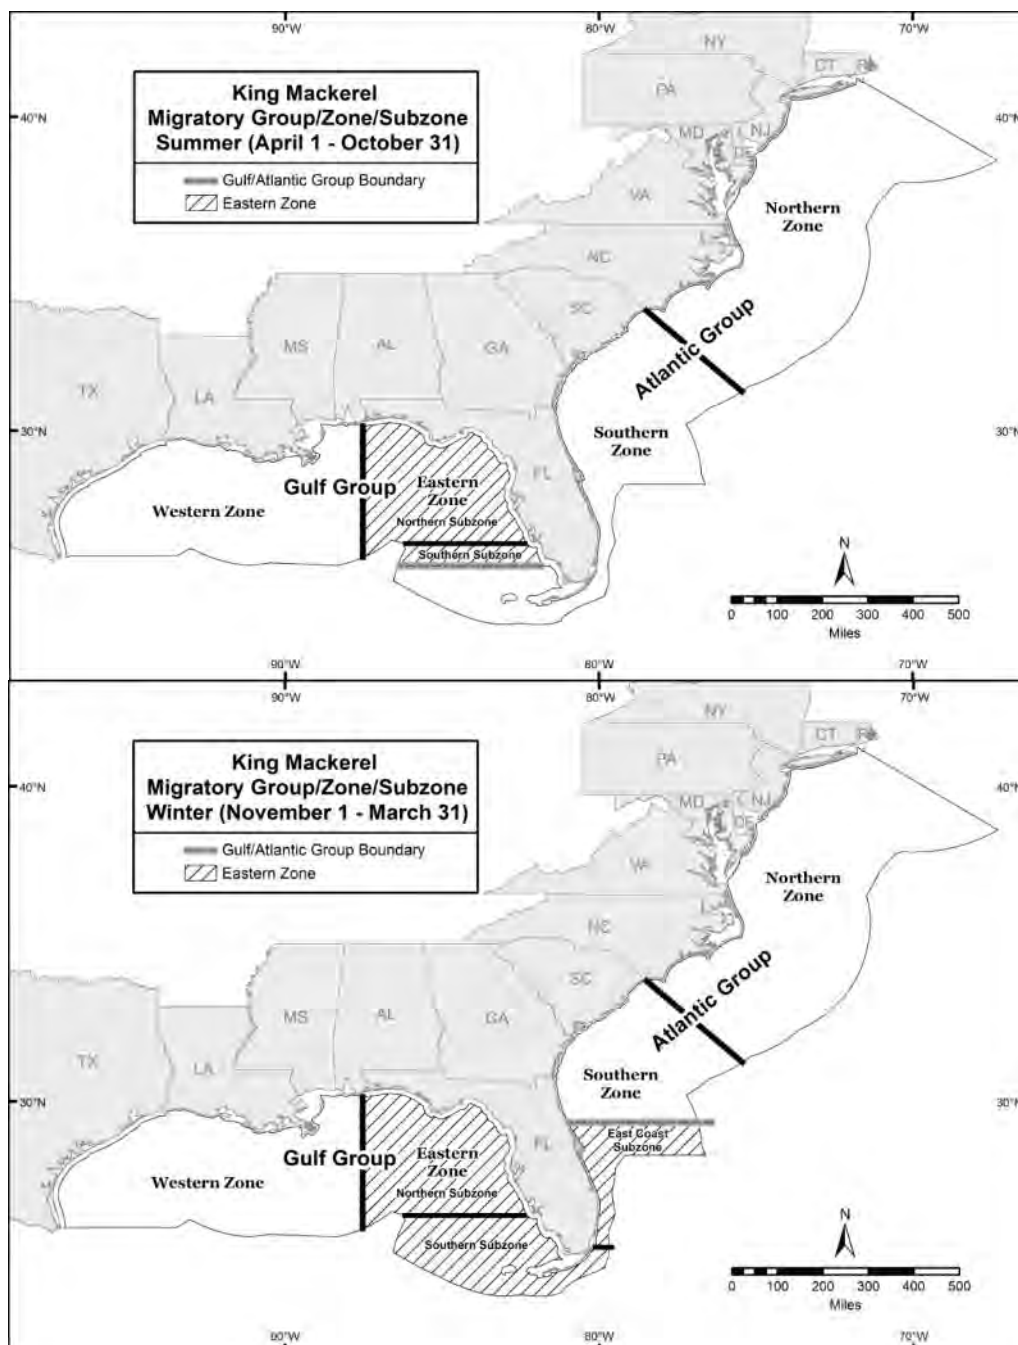 90°W 80°W 70°W
King Mackerel
Migratory Group/Zone/Subzone
Summer (April 1 - October 31)
Gulf/Atlantic Group Boundary
Eastern Zone
NY
CT
PA
40°N 40°N
MD NJ
DE
VA
Northern
Zone
NC
SC
Atlantic Group
MS AL GA
TX
LA
30°N 30°N
Southern
Zone
FL
Gulf Group
Eastern
Zone
Western Zone
Northern Subzone
Southern Subzone
N
0 100 200 300 400 500
Miles
90°W 80°W 70°W
King Mackerel
Migratory Group/Zone/Subzone
Winter (November 1 - March 31)
Gulf/Atlantic Group Boundary
Eastern Zone
NY
CT
PA
40°N 40°N
MD NJ
DE
VA
Northern
Zone
NC
SC
Atlantic Group
MS AL GA
TX
LA
Southern
Zone
30°N 30°N
East Coast
Subzone
FL
Gulf Group
Eastern
Zone
Western Zone
Northern Subzone
Southern Subzone
N
0 100 200 300 400 500
Miles
90°W 80°W 70°W